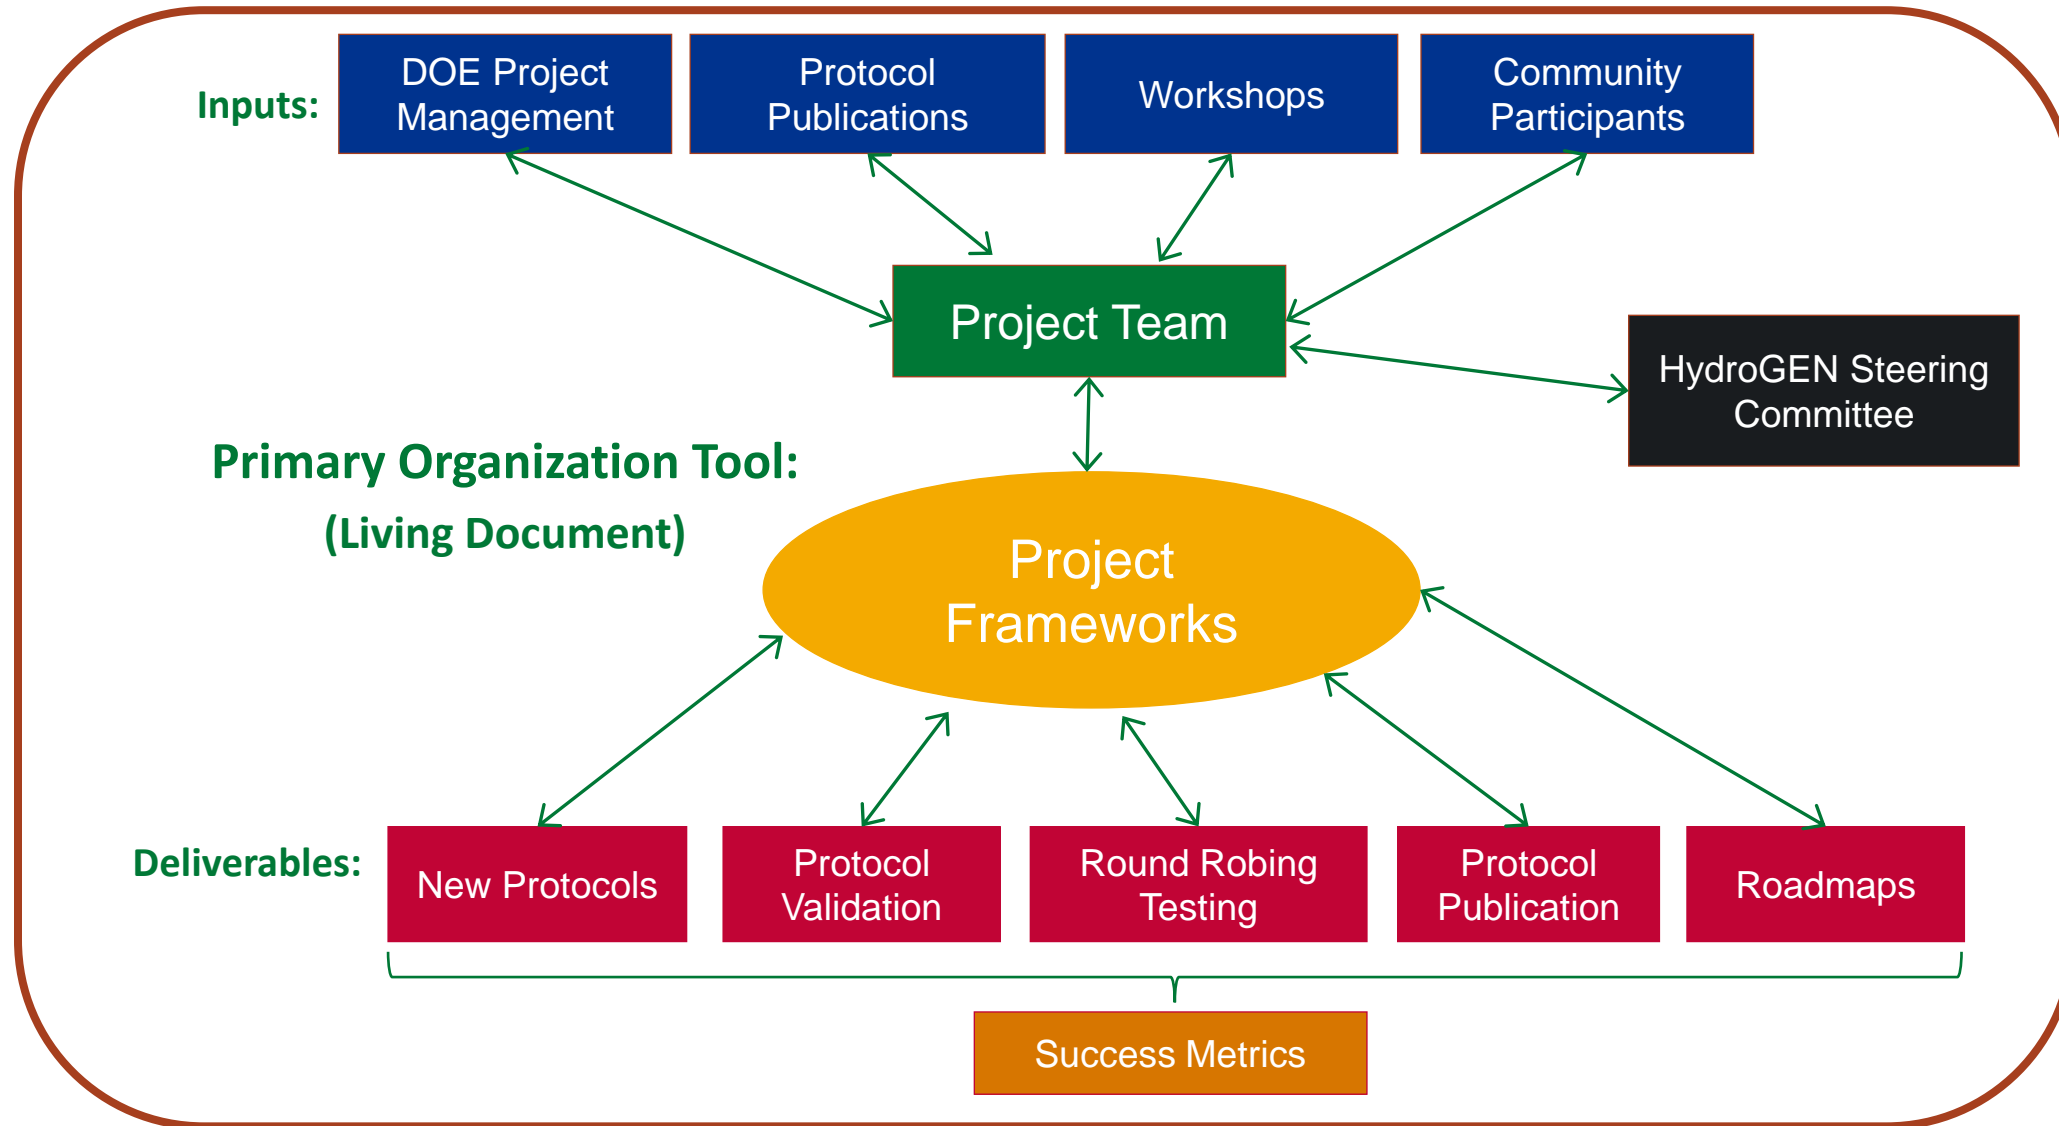 Inputs:
DOE Project
Management
Protocol
Publications
Workshops
Community
Participants
Project Team
HydroGEN Steering
Committee
Primary Organization Tool:
(Living Document)
Project
Frameworks
Deliverables:
New Protocols
Protocol
Validation
Round Robing
Testing
Protocol
Publication
Roadmaps
Success Metrics